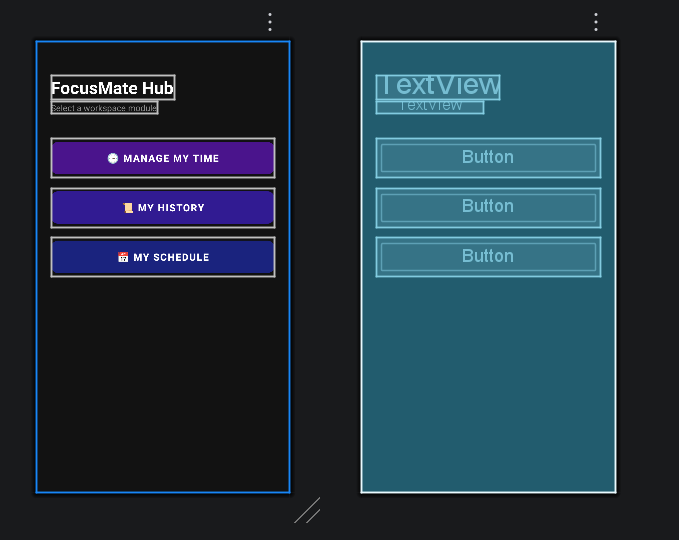 FocusMate Hub
Select a workspace module
🕒 MANAGE MY TIME
📜 MY HISTORY
📅 MY SCHEDULE
TextView
TextView
Button
Button
Button